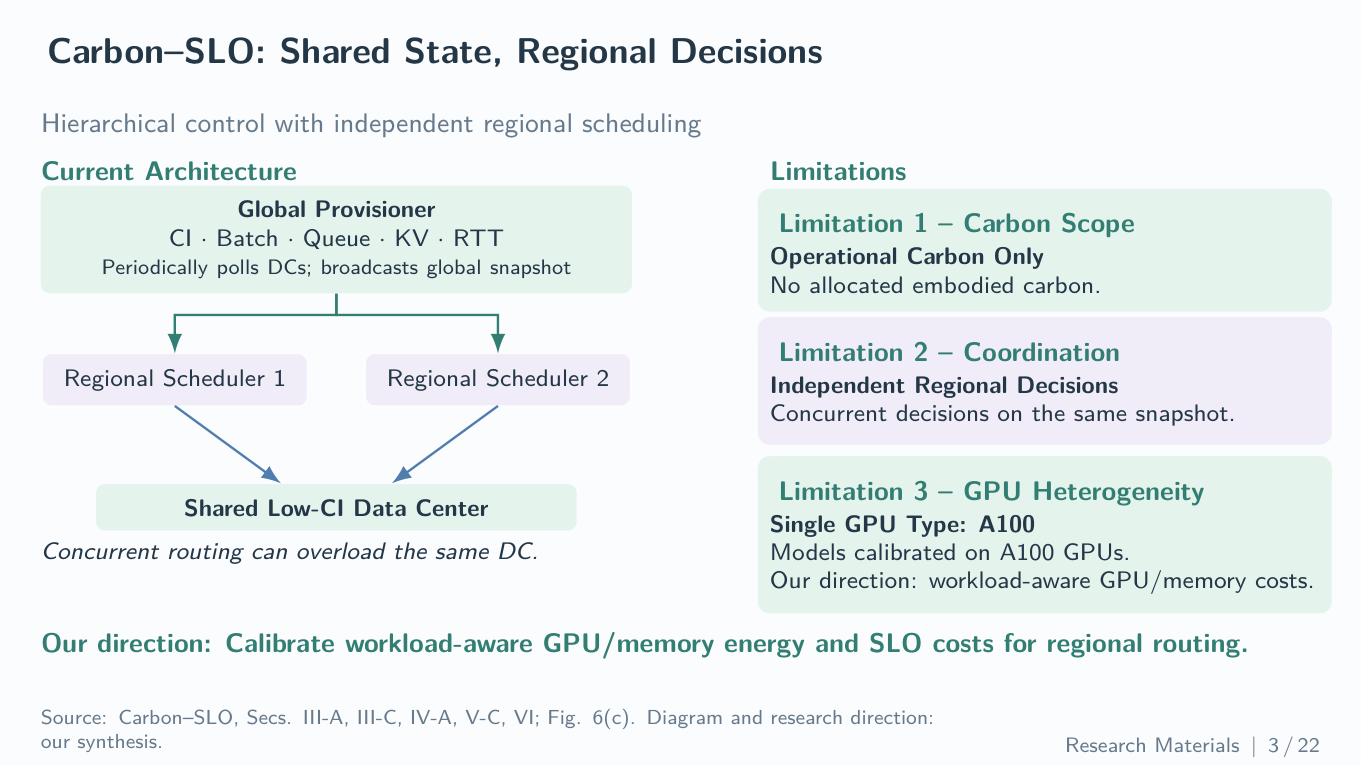 Carbon–SLO: Shared State, Regional Decisions
Hierarchical control with independent regional scheduling
Current Architecture
Global Provisioner
CI · Batch · Queue · KV · RTT
Periodically polls DCs; broadcasts global snapshot
Regional Scheduler 1
Regional Scheduler 2
Shared Low-CI Data Center
Concurrent routing can overload the same DC.
Limitations
Limitation 1 – Carbon Scope
Operational Carbon Only
No allocated embodied carbon.
Limitation 2 – Coordination
Independent Regional Decisions
Concurrent decisions on the same snapshot.
Limitation 3 – GPU Heterogeneity
Single GPU Type: A100
Models calibrated on A100 GPUs.
Our direction: workload-aware GPU/memory costs.
Our direction: Calibrate workload-aware GPU/memory energy and SLO costs for regional routing.
Source: Carbon–SLO, Secs. III-A, III-C, IV-A, V-C, VI; Fig. 6(c). Diagram and research direction:
our synthesis.
Research Materials | 3 / 22